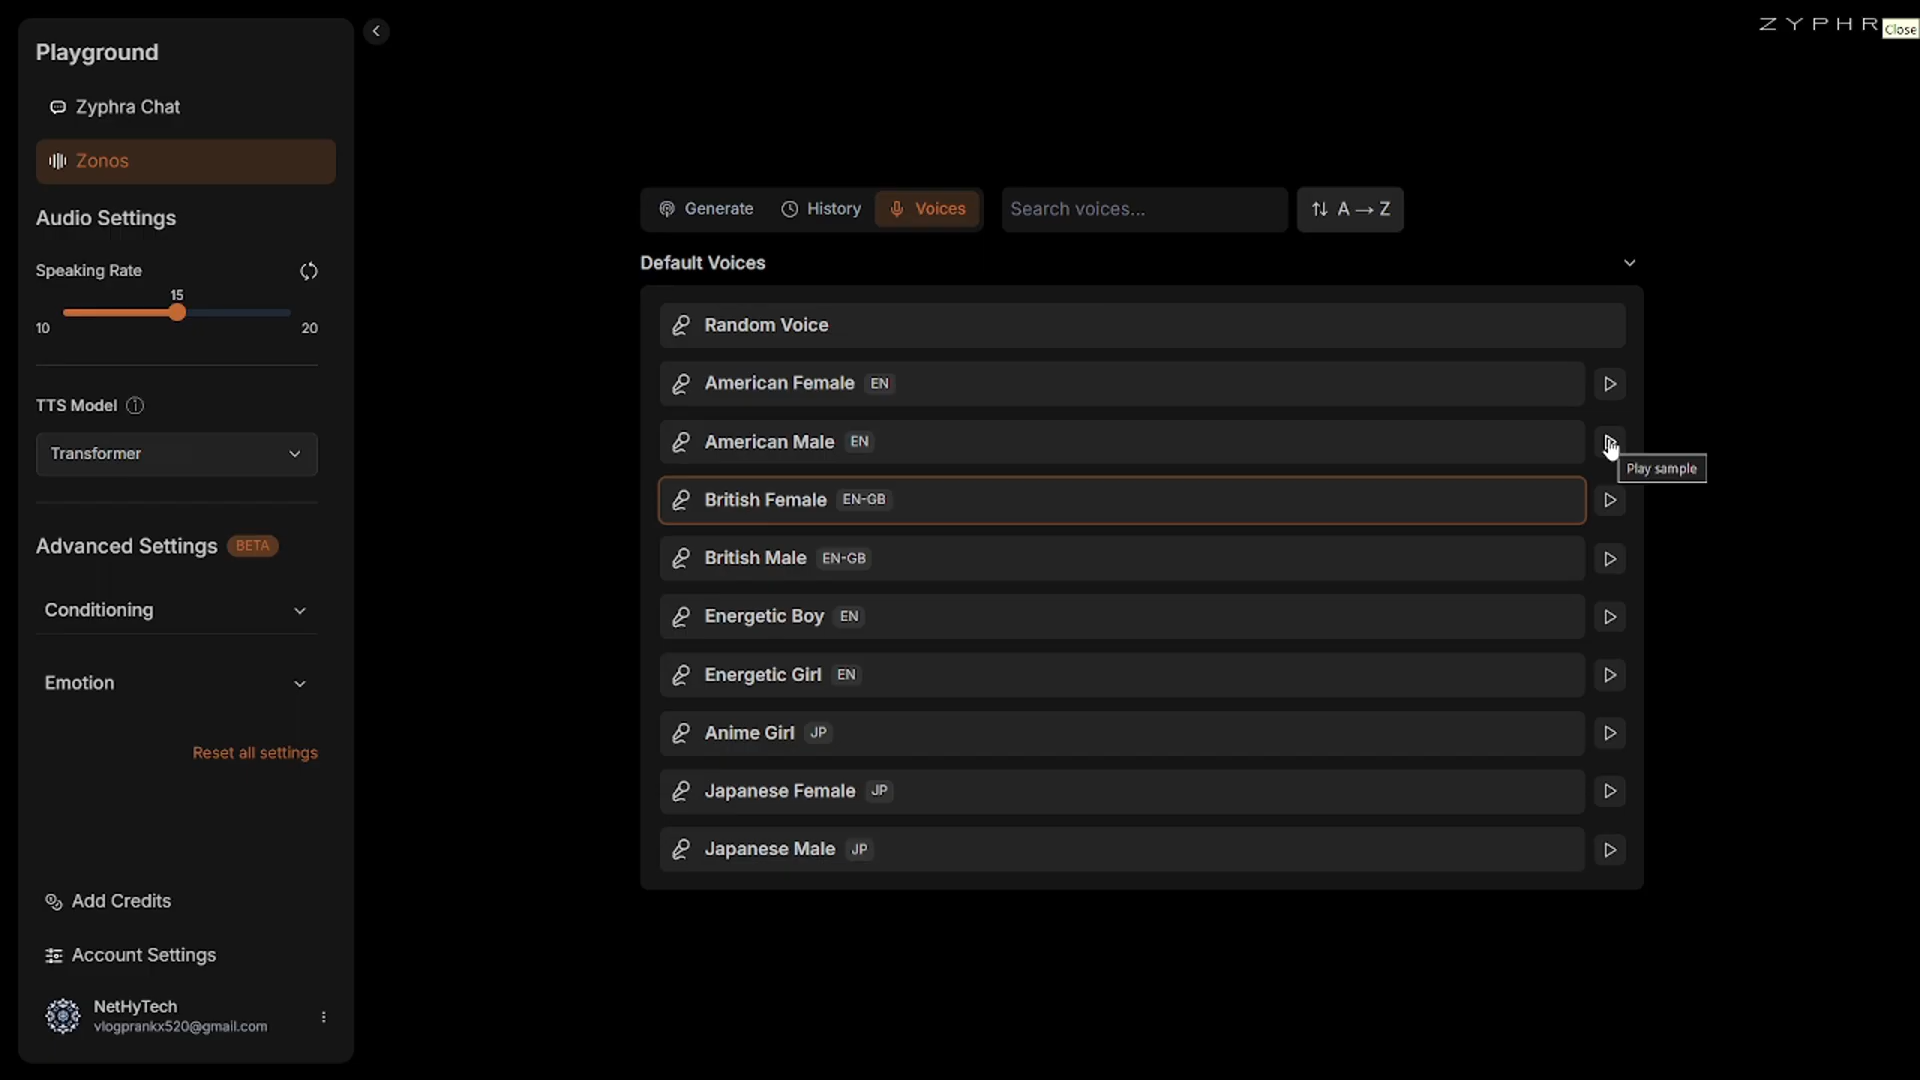 Playground
Zyphra Chat
Zonos
Audio Settings
Speaking Rate
15
10
20
TTS Model
Transformer
Advanced Settings BETA
Conditioning
Emotion
Reset all settings
Add Credits
Account Settings
NetHyTech
vlogprankx520@gmail.com
ZYPHR
Close
Generate History Voices Search voices... A → Z
Default Voices
Random Voice
American Female EN
American Male EN
Play sample
British Female EN-GB
British Male EN-GB
Energetic Boy EN
Energetic Girl EN
Anime Girl JP
Japanese Female JP
Japanese Male JP